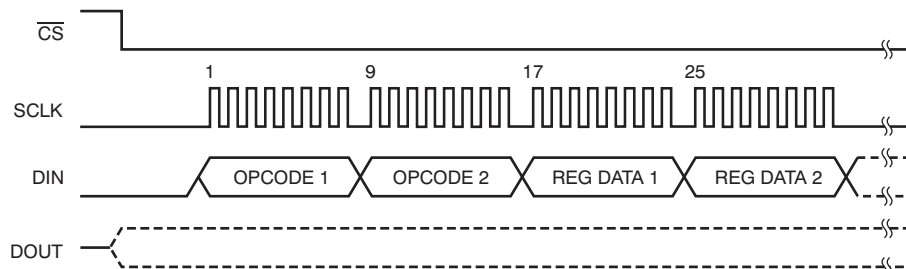 CS
1 9 17 25
SCLK
DIN OPCODE 1 OPCODE 2 REG DATA 1 REG DATA 2
DOUT